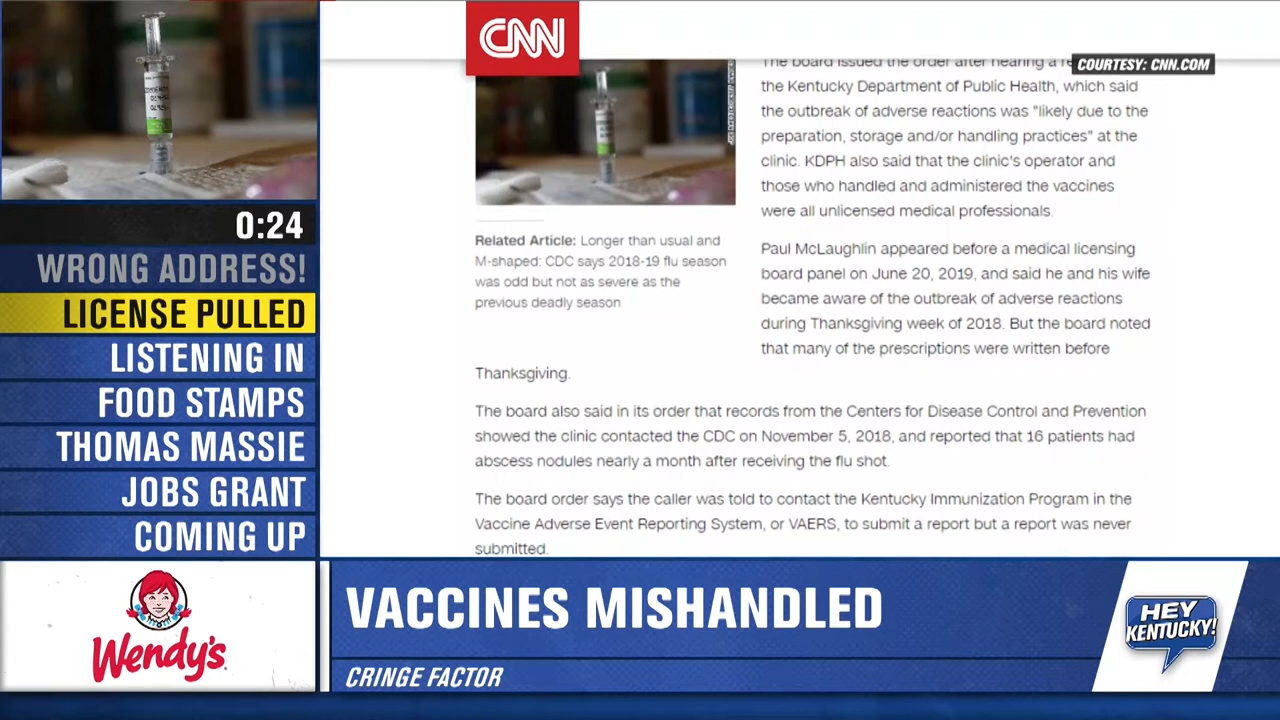 0:24
WRONG ADDRESS!
LICENSE PULLED
LISTENING IN
FOOD STAMPS
THOMAS MASSIE
JOBS GRANT
COMING UP
Wendy's
CNN
COURTESY: CNN.COM
Related Article: Longer than usual and
M-shaped: CDC says 2018-19 flu season
was odd but not as severe as the
previous deadly season
The board issued the order after hearing a
the Kentucky Department of Public Health, which said
the outbreak of adverse reactions was "likely due to the
preparation, storage and/or handling practices" at the
clinic. KDPH also said that the clinic's operator and
those who handled and administered the vaccines
were all unlicensed medical professionals.
Paul McLaughlin appeared before a medical licensing
board panel on June 20, 2019, and said he and his wife
became aware of the outbreak of adverse reactions
during Thanksgiving week of 2018. But the board noted
that many of the prescriptions were written before
Thanksgiving.
The board also said in its order that records from the Centers for Disease Control and Prevention
showed the clinic contacted the CDC on November 5, 2018, and reported that 16 patients had
abscess nodules nearly a month after receiving the flu shot.
The board order says the caller was told to contact the Kentucky Immunization Program in the
Vaccine Adverse Event Reporting System, or VAERS, to submit a report but a report was never
submitted.
VACCINES MISHANDLED
CRINGE FACTOR
HEY
KENTUCKY!